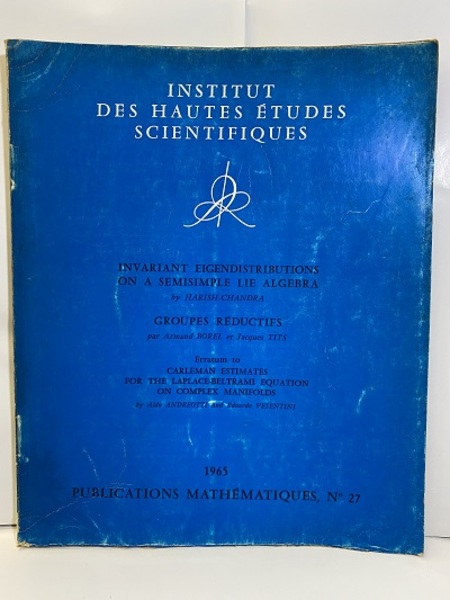 INSTITUT
DES HAUTES ÉTUDES
SCIENTIFIQUES
INVARIANT EIGENDISTRIBUTIONS
ON A SEMISIMPLE LIE ALGEBRA
by HARISH-CHANDRA
GROUPES RÉDUCTIFS
par Armand BOREL et Jacques TITS
Erratum to
CARLEMAN ESTIMATES
FOR THE LAPLACE-BELTRAMI EQUATION
ON COMPLEX MANIFOLDS
by Aldo ANDREOTTI and Edoardo VESENTINI
1965
PUBLICATIONS MATHÉMATIQUES, N° 27